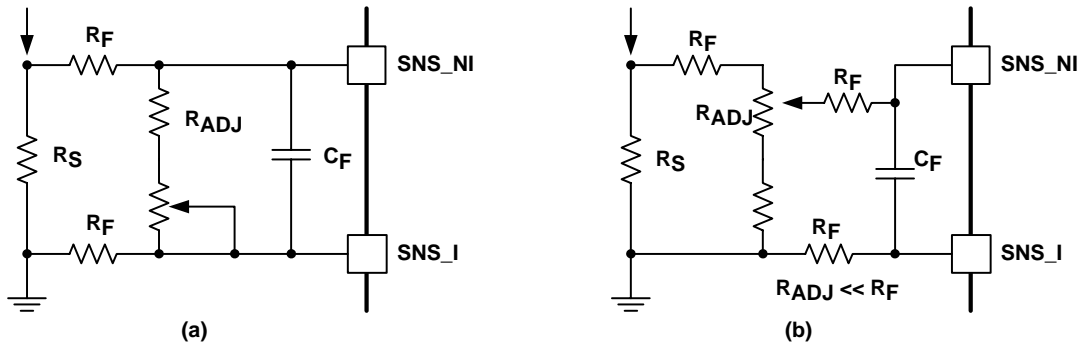 RF
SNS_NI
RADJ
RS
CF
RF
SNS_I
(a)
RF
SNS_NI
RF
RADJ
RS
CF
RF
SNS_I
RADJ << RF
(b)